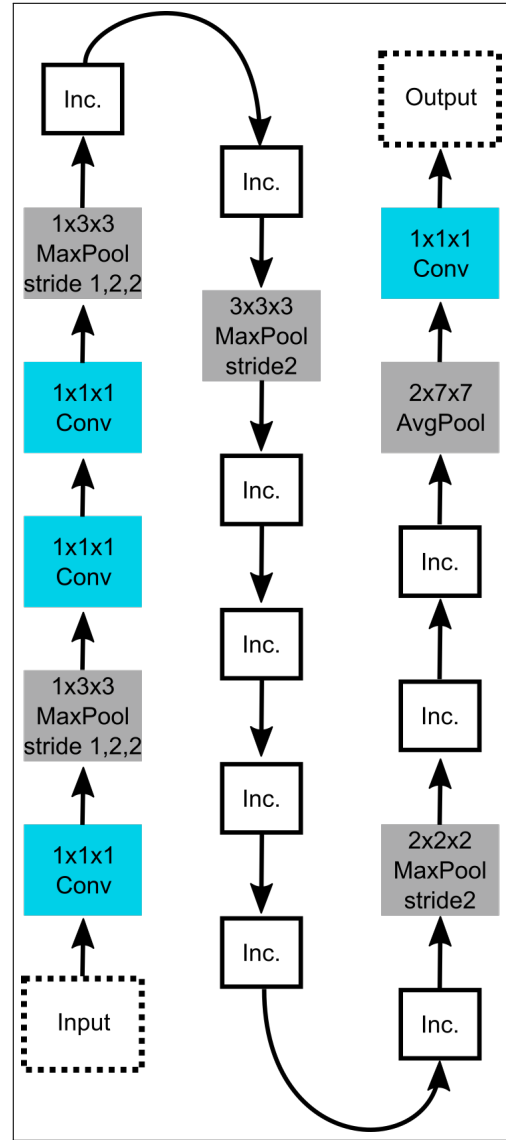 Inc.
1x3x3
MaxPool
stride 1,2,2
1x1x1
Conv
1x1x1
Conv
1x3x3
MaxPool
stride 1,2,2
1x1x1
Conv
Input
Inc.
3x3x3
MaxPool
stride2
Inc.
Inc.
Inc.
Inc.
Output
1x1x1
Conv
2x7x7
AvgPool
Inc.
Inc.
2x2x2
MaxPool
stride2
Inc.